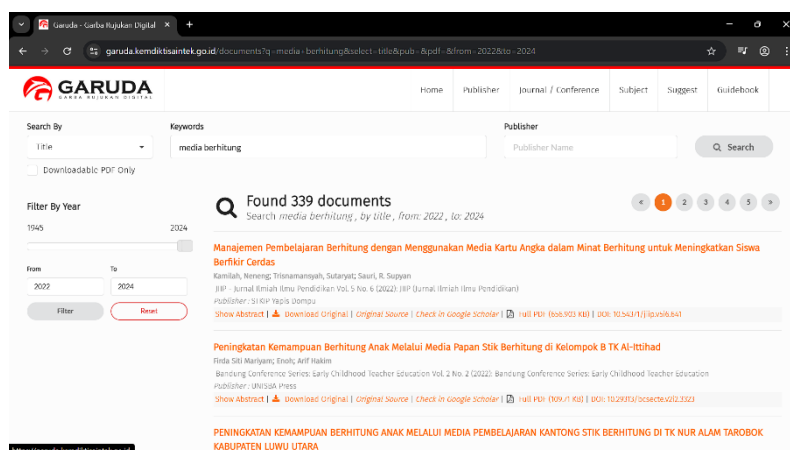 Garuda - Garba Rujukan Digital
garuda.kemdiktisaintek.go.id/documents?q=media+berhitung&select=title&pub=&pdf=&from=2022&to=2024
GARUDA
GARBA RUJUKAN DIGITAL
Home Publisher Journal / Conference Subject Suggest Guidebook
Search By Keywords Publisher
Title media berhitung Publisher Name Search
Downloadable PDF Only
Filter By Year
1945 2024
From To
2022 2024
Filter Reset
Found 339 documents
Search media berhitung , by title , from: 2022 , to: 2024
« 1 2 3 4 5 »
Manajemen Pembelajaran Berhitung dengan Menggunakan Media Kartu Angka dalam Minat Berhitung untuk Meningkatkan Siswa
Berfikir Cerdas
Kamilah, Neneng; Trisnamansyah, Sutaryat; Sauri, R. Supyan
JIIP - Jurnal Ilmiah Ilmu Pendidikan Vol. 5 No. 6 (2022): JIIP (Jurnal Ilmiah Ilmu Pendidikan)
Publisher : STKIP Yapis Dompu
Show Abstract | Download Original | Original Source | Check in Google Scholar | Full PDF (656.903 KB) | DOI: 10.54371/jiip.v5i6.641
Peningkatan Kemampuan Berhitung Anak Melalui Media Papan Stik Berhitung di Kelompok B TK Al-Ittihad
Firda Siti Mariyam; Enoh; Arif Hakim
Bandung Conference Series: Early Childhood Teacher Education Vol. 2 No. 2 (2022): Bandung Conference Series: Early Childhood Teacher Education
Publisher : UNISBA Press
Show Abstract | Download Original | Original Source | Check in Google Scholar | Full PDF (109.71 KB) | DOI: 10.29313/bcsecte.v2i2.3323
PENINGKATAN KEMAMPUAN BERHITUNG ANAK MELALUI MEDIA PEMBELAJARAN KANTONG STIK BERHITUNG DI TK NUR ALAM TAROBOK
KABUPATEN LUWU UTARA